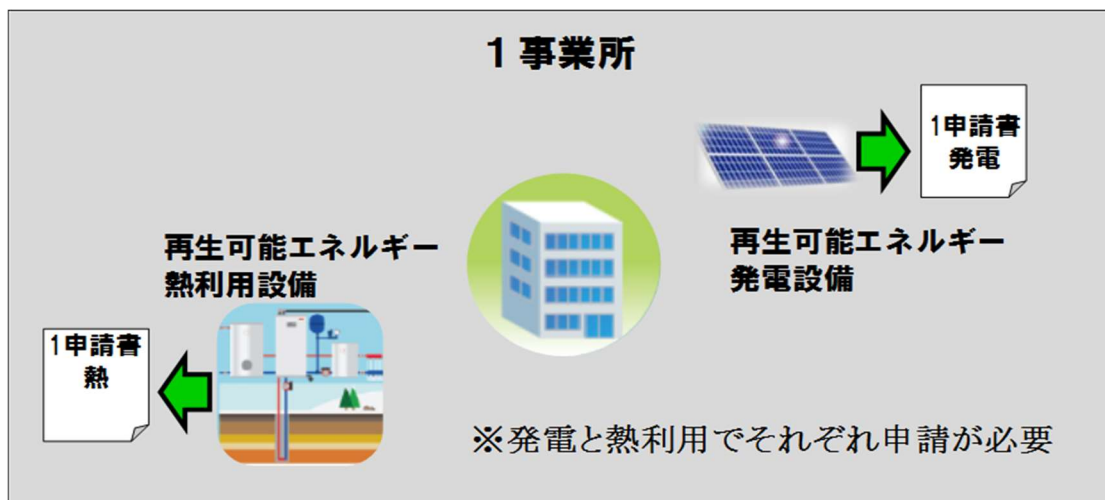 1事業所
1申請書
発電
再生可能エネルギー
発電設備
再生可能エネルギー
熱利用設備
1申請書
熱
※発電と熱利用でそれぞれ申請が必要